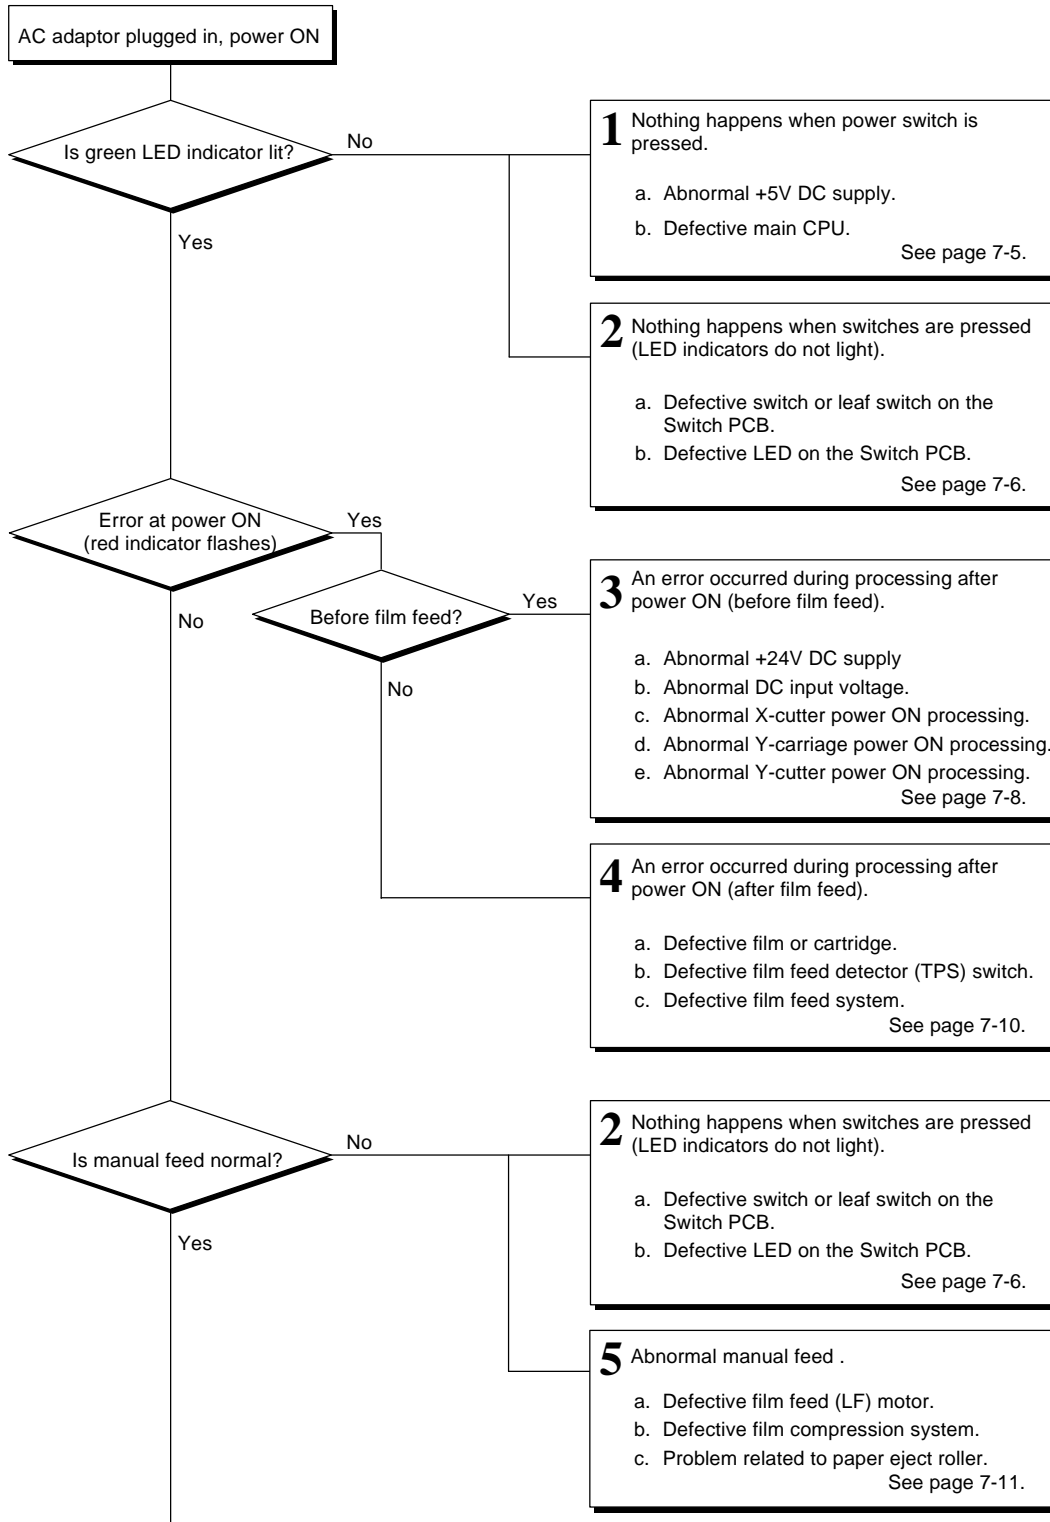 AC adaptor plugged in, power ON
Is green LED indicator lit?
No
Yes
1 Nothing happens when power switch is
pressed.
a. Abnormal +5V DC supply.
b. Defective main CPU.
See page 7-5.
2 Nothing happens when switches are pressed
(LED indicators do not light).
a. Defective switch or leaf switch on the
Switch PCB.
b. Defective LED on the Switch PCB.
See page 7-6.
Error at power ON
(red indicator flashes)
Yes
No
Before film feed?
Yes
No
3 An error occurred during processing after
power ON (before film feed).
a. Abnormal +24V DC supply
b. Abnormal DC input voltage.
c. Abnormal X-cutter power ON processing.
d. Abnormal Y-carriage power ON processing.
e. Abnormal Y-cutter power ON processing.
See page 7-8.
4 An error occurred during processing after
power ON (after film feed).
a. Defective film or cartridge.
b. Defective film feed detector (TPS) switch.
c. Defective film feed system.
See page 7-10.
Is manual feed normal?
No
Yes
2 Nothing happens when switches are pressed
(LED indicators do not light).
a. Defective switch or leaf switch on the
Switch PCB.
b. Defective LED on the Switch PCB.
See page 7-6.
5 Abnormal manual feed .
a. Defective film feed (LF) motor.
b. Defective film compression system.
c. Problem related to paper eject roller.
See page 7-11.